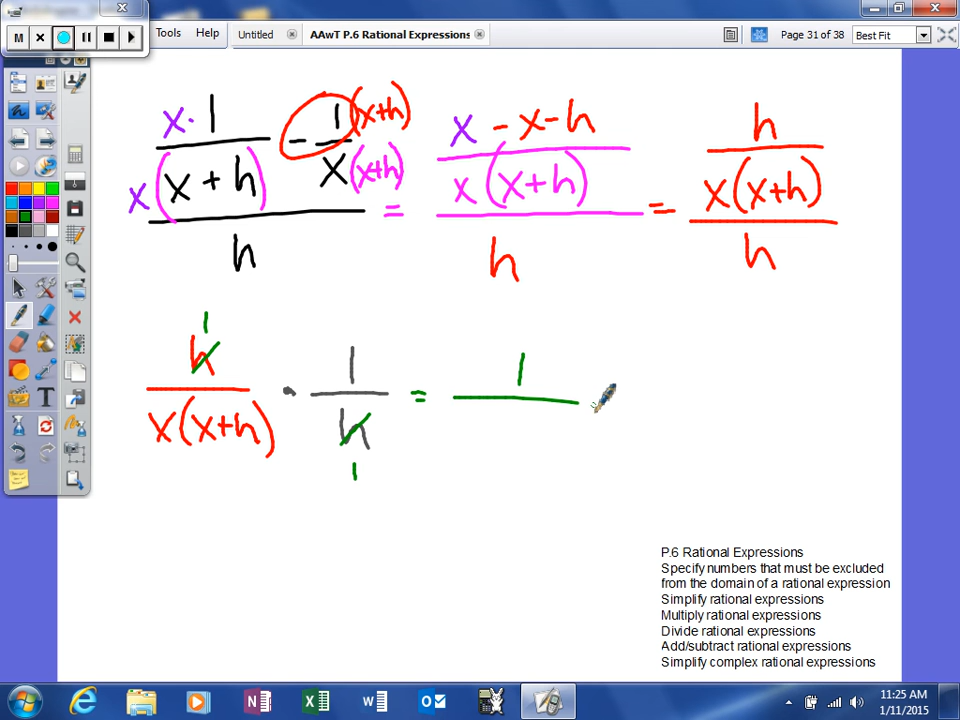 M
Tools Help Untitled AAwT P.6 Rational Expressions Page 31 of 38 Best Fit
x · 1 − 1 (x+h) x − x − h h
x (x + h) x (x+h) = x (x+h) = x(x+h)
h h h
1
h 1 1
x(x+h) · h =
1
P.6 Rational Expressions
Specify numbers that must be excluded
from the domain of a rational expression
Simplify rational expressions
Multiply rational expressions
Divide rational expressions
Add/subtract rational expressions
Simplify complex rational expressions
11:25 AM
1/11/2015